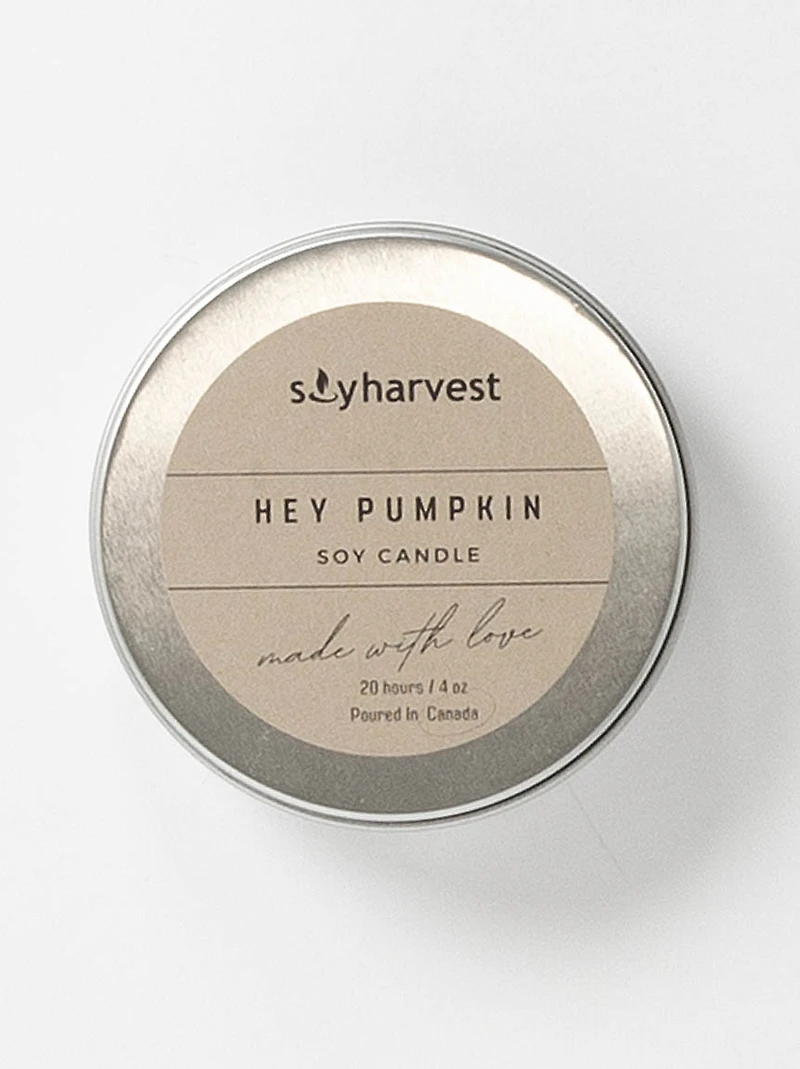 soyharvest
HEY PUMPKIN
SOY CANDLE
made with love
20 hours / 4 oz
Poured In Canada